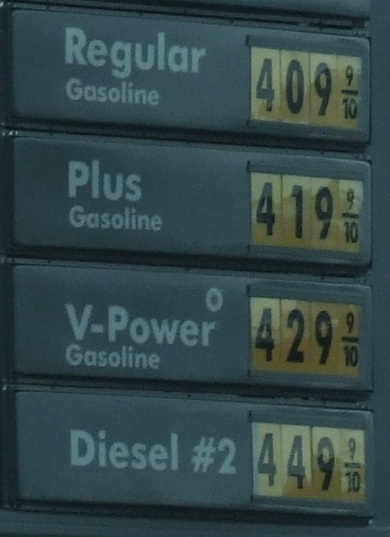 Regular 409 9/10
Gasoline
Plus 419 9/10
Gasoline
V-Power 429 9/10
Gasoline
Diesel #2 449 9/10